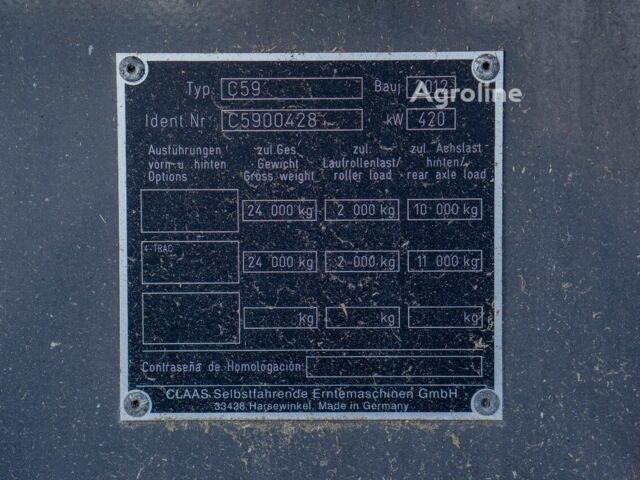 Typ C59 Bauj. 2012
Agroline
Ident.Nr. C5900428 kW 420
Ausführungen zul.Ges. zul. zul. Achslast
vorn u. hinten Gewicht Laufrollenlast/ hinten/
Options Gross weight roller load rear axle load
24 000 kg 2 000 kg 10 000 kg
4-TRAC
24 000 kg 2 000 kg 11 000 kg
kg kg kg
Contraseña de Homologación:
CLAAS Selbstfahrende Erntemaschinen GmbH
33428 Harsewinkel, Made in Germany